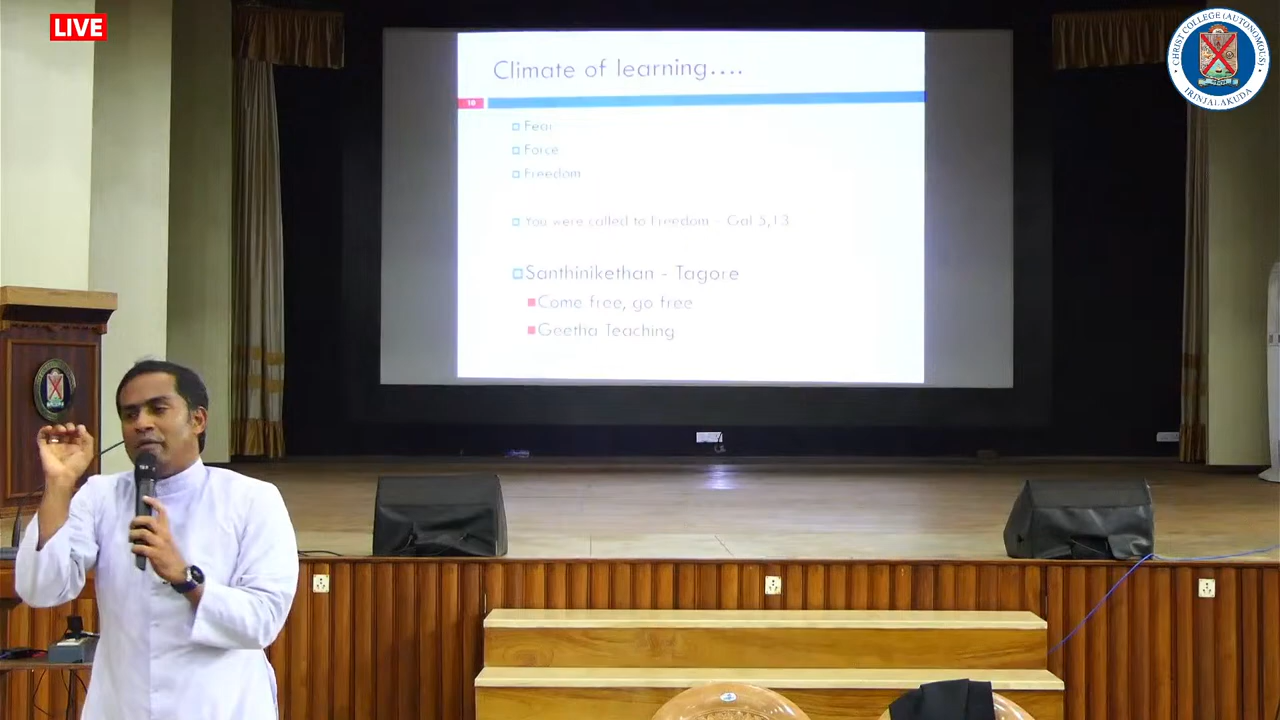 LIVE
CHRIST COLLEGE (AUTONOMOUS)
IRINJALAKUDA
Climate of learning....
10
Fear
Force
Freedom
You were called to Freedom - Gal 5,13
Santhinikethan - Tagore
Come free, go free
Geetha Teaching